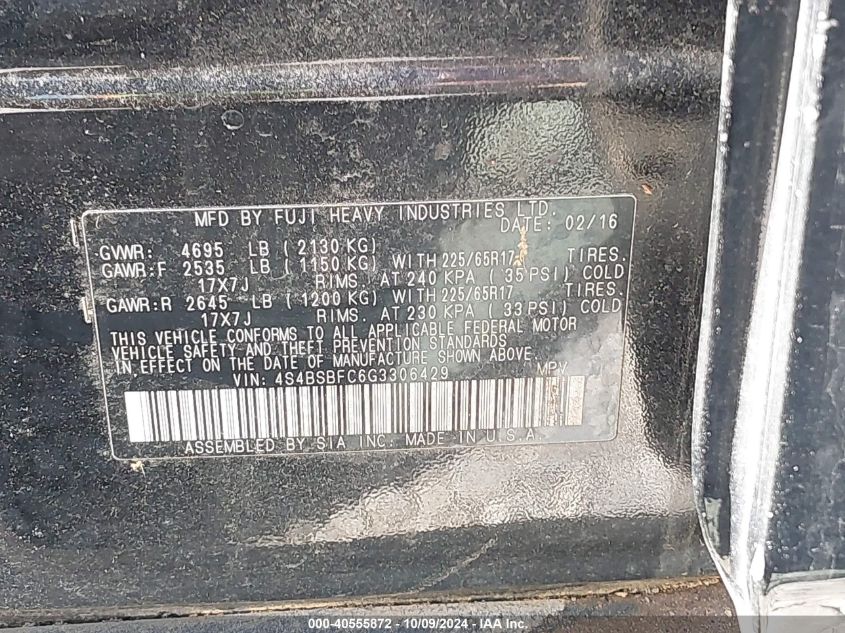 MFD BY FUJI HEAVY INDUSTRIES LTD.
DATE: 02/16
GVWR: 4695 LB ( 2130 KG)
GAWR:F 2535 LB ( 1150 KG) WITH 225/65R17 TIRES.
17X7J RIMS. AT 240 KPA ( 35 PSI) COLD
GAWR:R 2645 LB ( 1200 KG) WITH 225/65R17 TIRES.
17X7J RIMS. AT 230 KPA ( 33 PSI) COLD
THIS VEHICLE CONFORMS TO ALL APPLICABLE FEDERAL MOTOR
VEHICLE SAFETY AND THEFT PREVENTION STANDARDS
IN EFFECT ON THE DATE OF MANUFACTURE SHOWN ABOVE.
VIN: 4S4BSBFC6G3306429 MPV
ASSEMBLED BY SIA INC. MADE IN U.S.A.
000-40555872 - 10/09/2024 - IAA Inc.